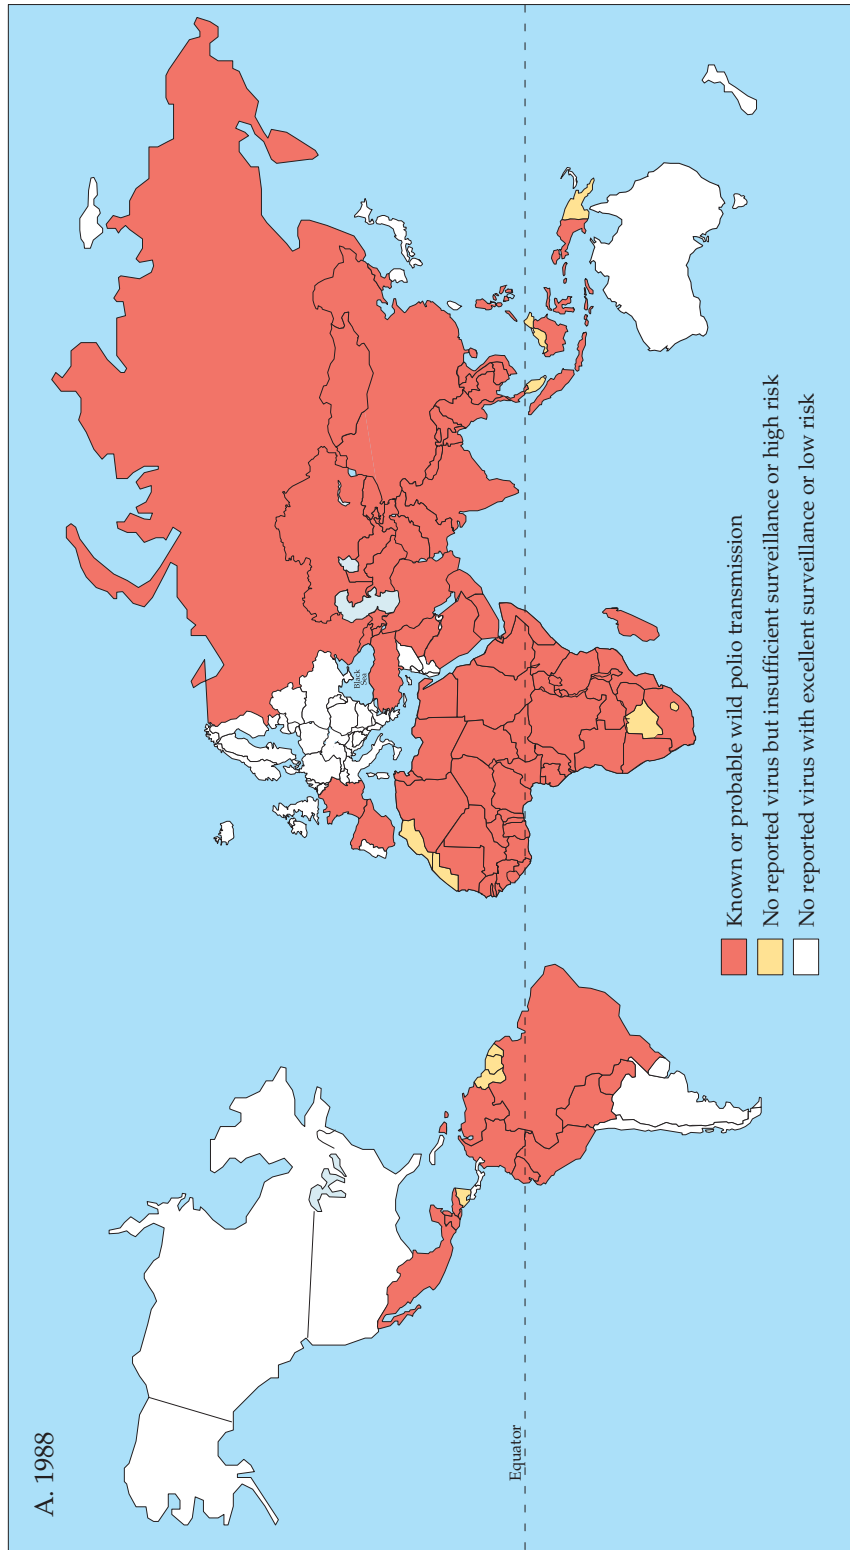 A. 1988
Black
Sea
Equator
Known or probable wild polio transmission
No reported virus but insufficient surveillance or high risk
No reported virus with excellent surveillance or low risk